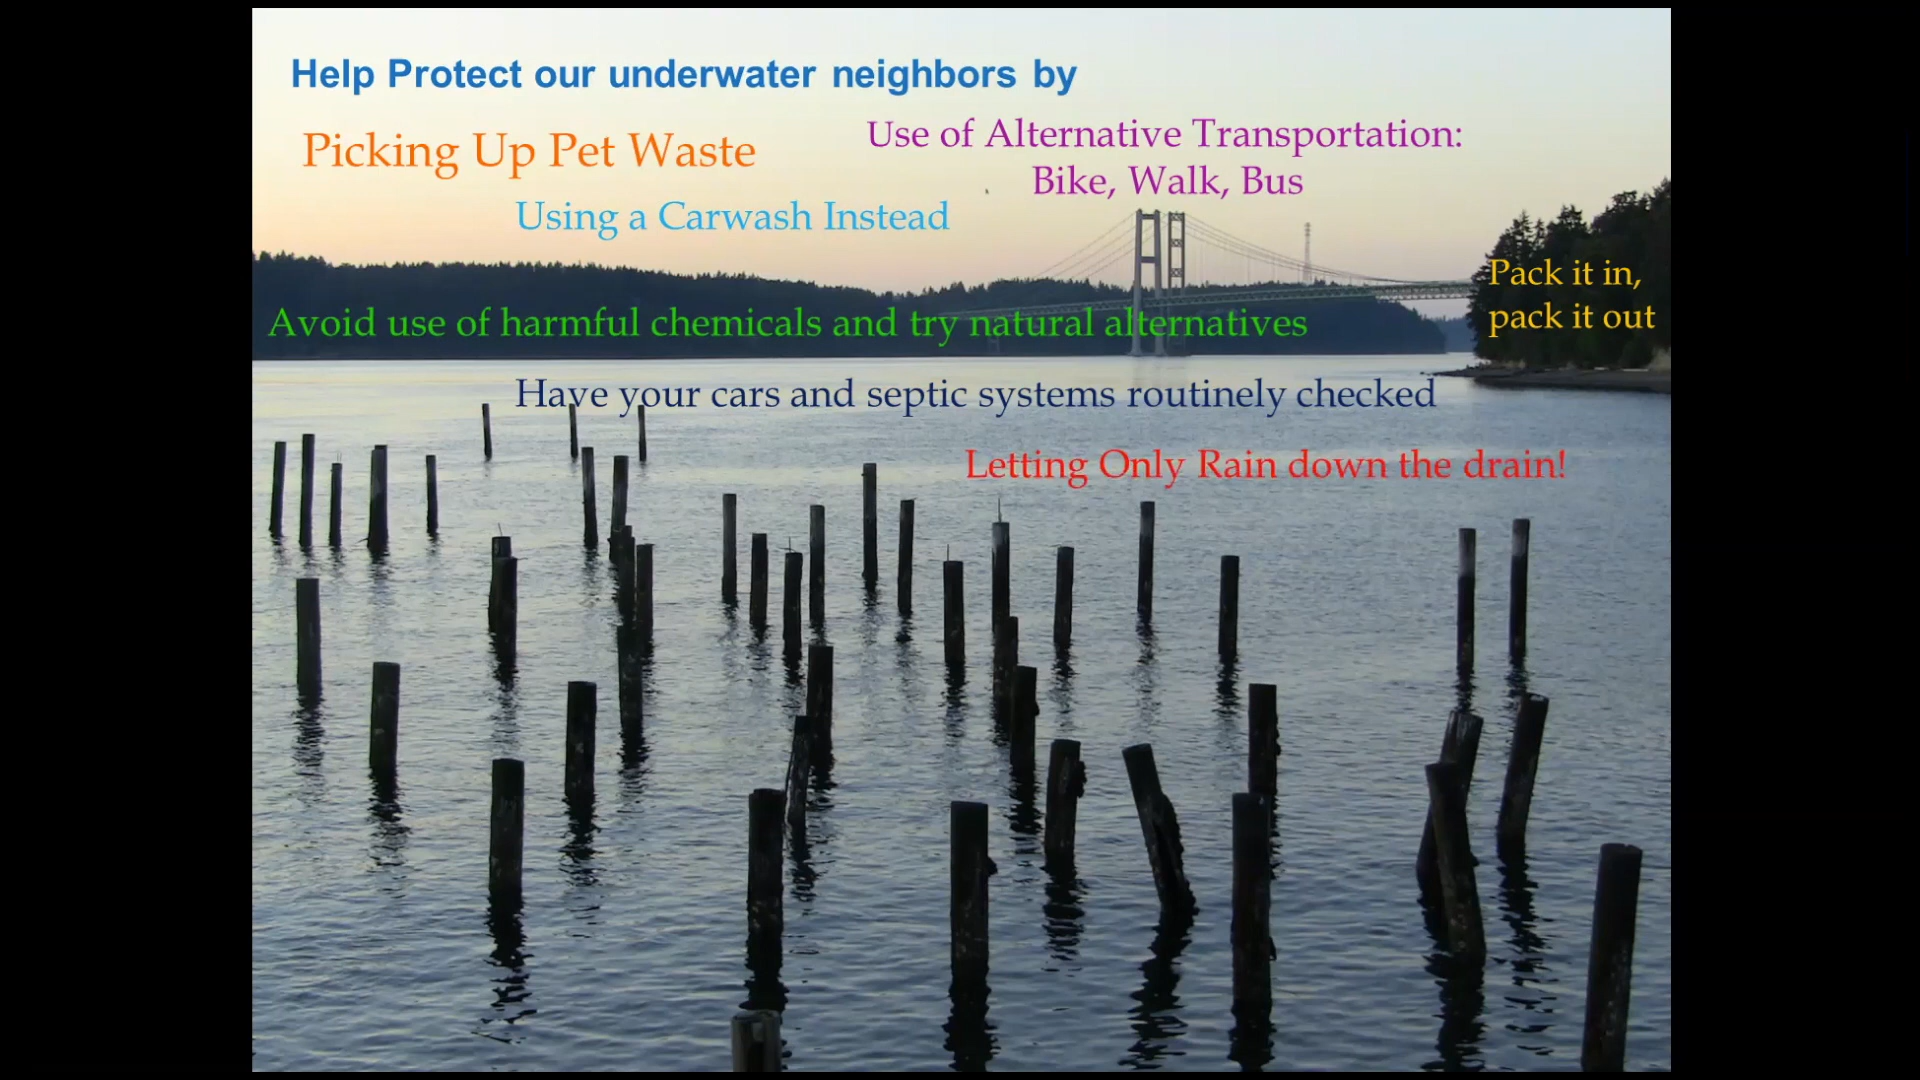 Help Protect our underwater neighbors by
Picking Up Pet Waste
Use of Alternative Transportation:
Bike, Walk, Bus
Using a Carwash Instead
Pack it in,
pack it out
Avoid use of harmful chemicals and try natural alternatives
Have your cars and septic systems routinely checked
Letting Only Rain down the drain!